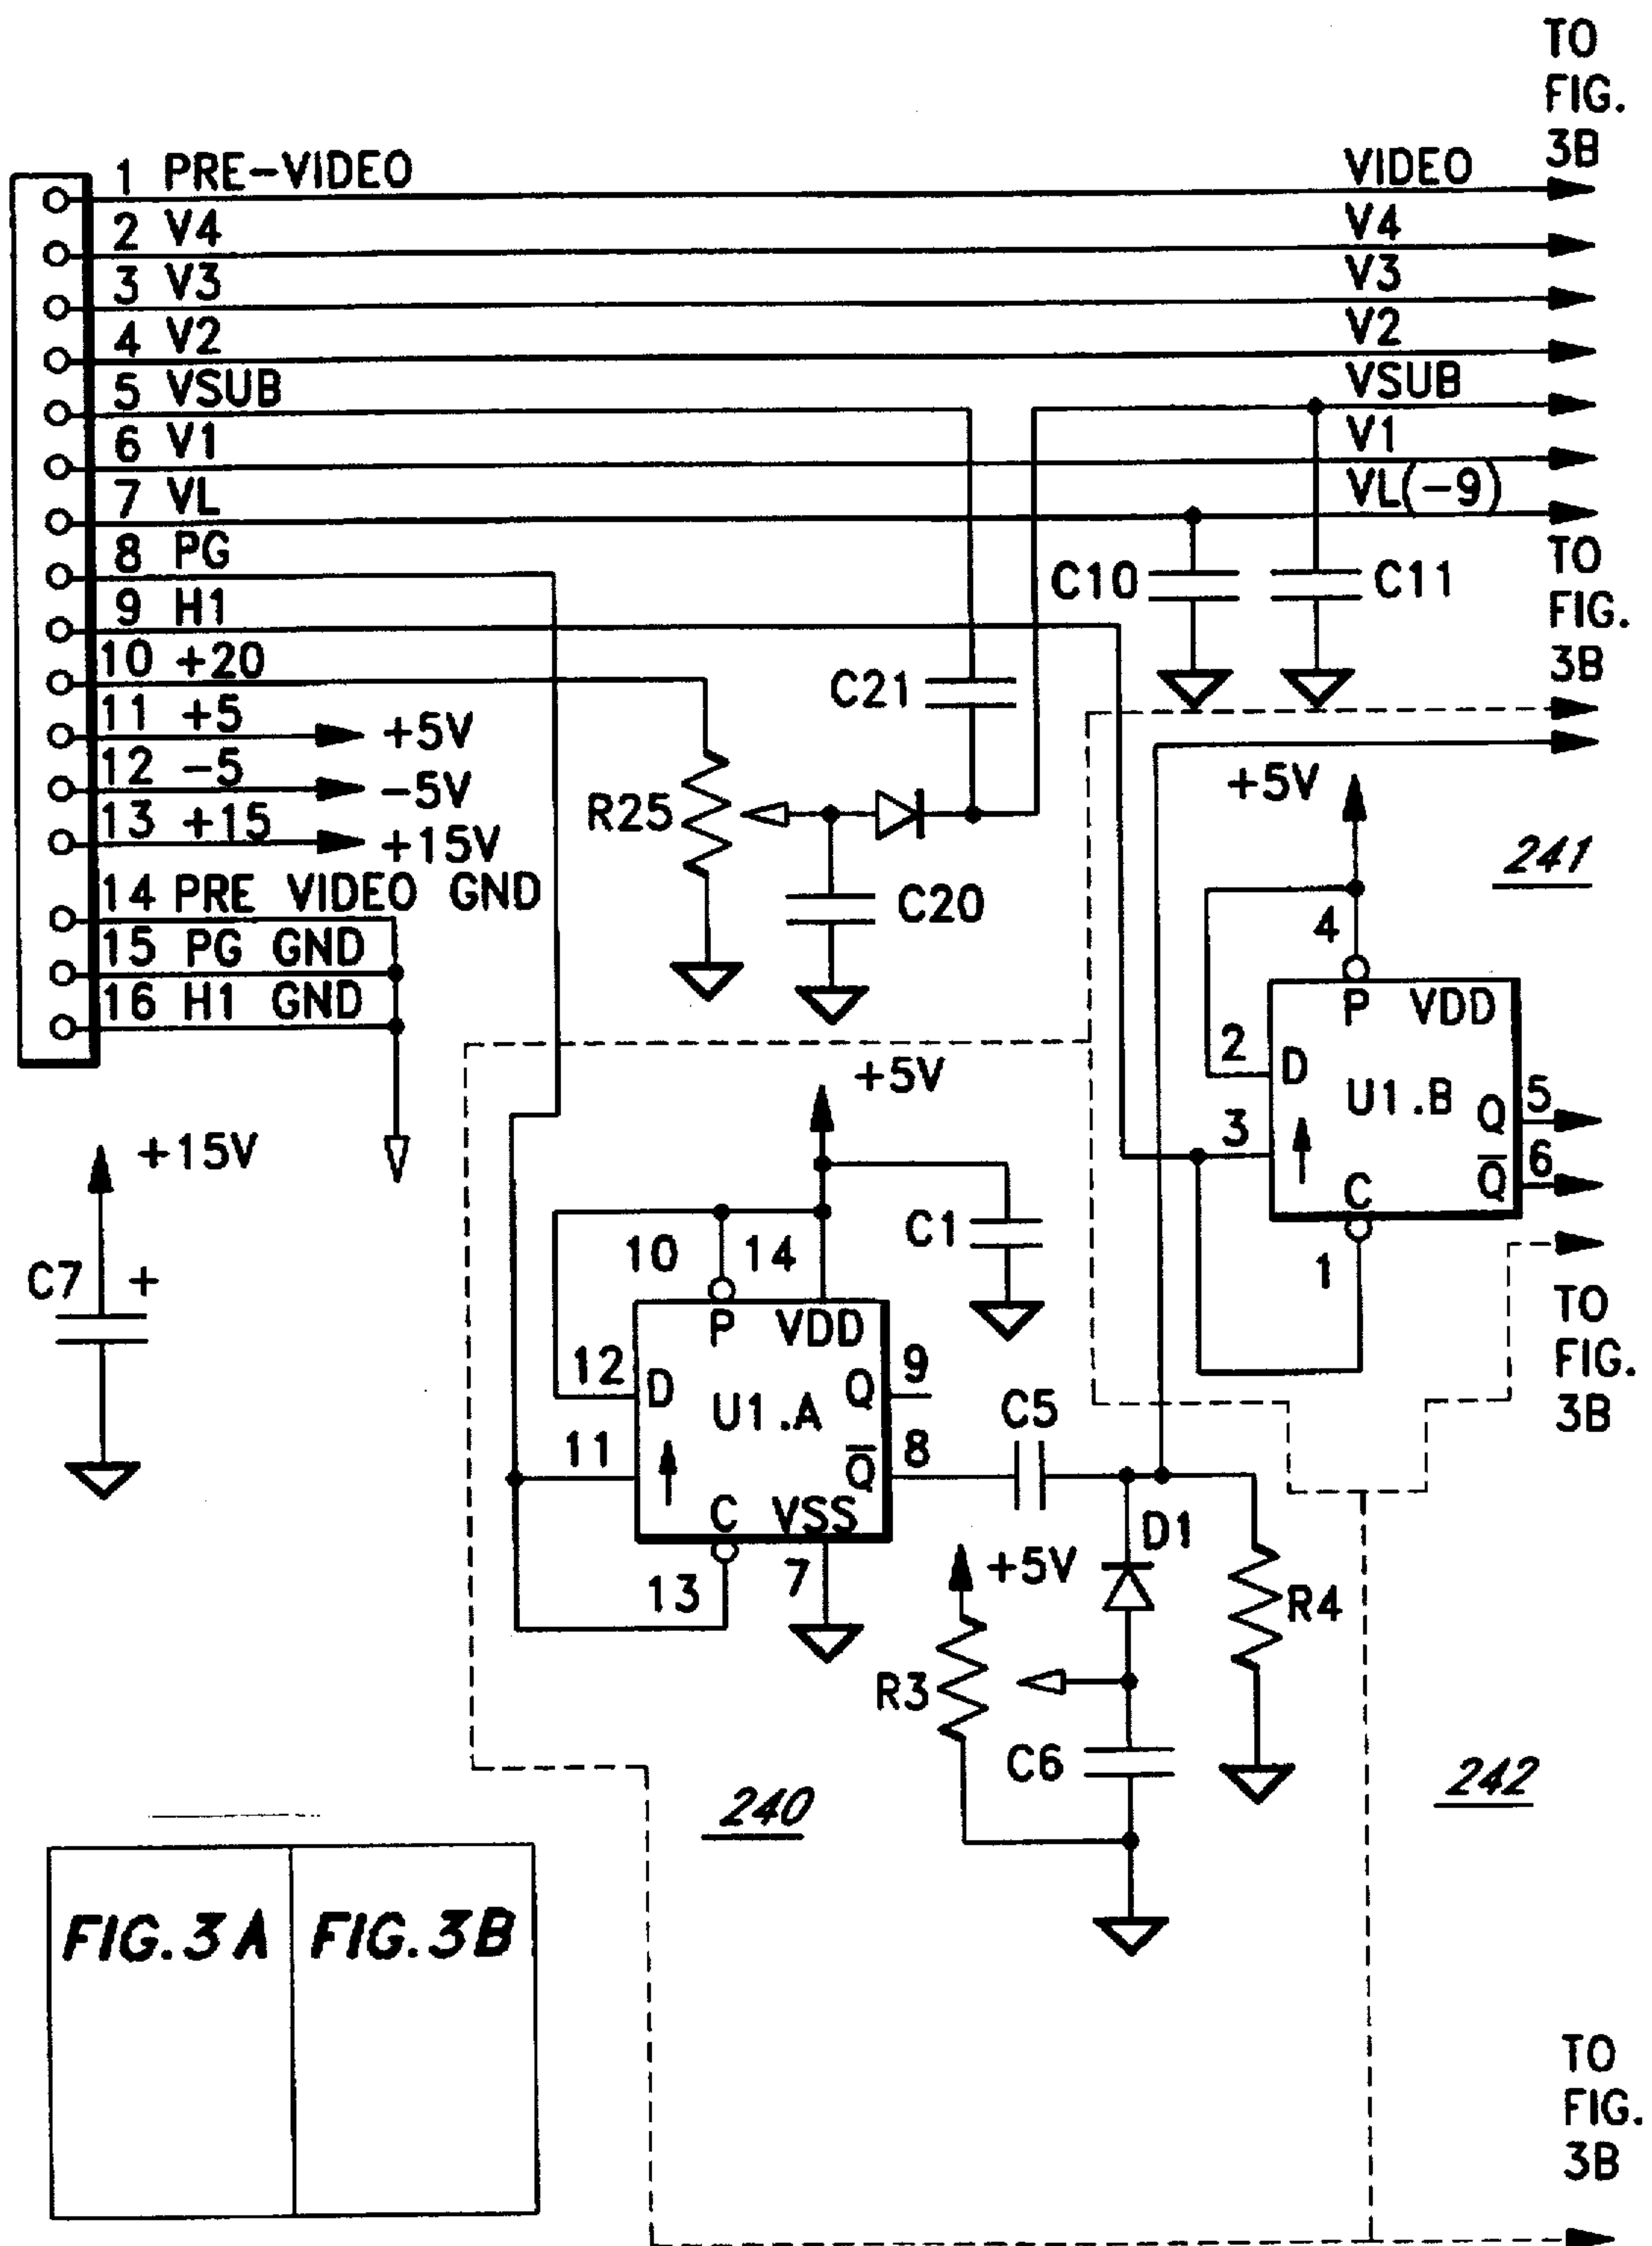 TO
FIG.
3B
1 PRE-VIDEO VIDEO
2 V4 V4
3 V3 V3
4 V2 V2
5 VSUB VSUB
6 V1 V1
7 VL VL(-9)
8 PG
9 H1
10 +20
11 +5 +5V
12 -5 -5V
13 +15 +15V
14 PRE VIDEO GND
15 PG GND
16 H1 GND
C10 C11
TO
FIG.
3B
C21
R25
C20
+5V
241
4
P VDD
2 D
U1.B
Q 5
3
Q̅ 6
C
1
+15V
C7 +
+5V
C1
10 14
P VDD
12 D
U1.A
Q 9
11
Q̅ 8
C VSS
13 7
C5
TO
FIG.
3B
D1
+5V
R4
R3
C6
240
242
FIG.3A FIG.3B
TO
FIG.
3B